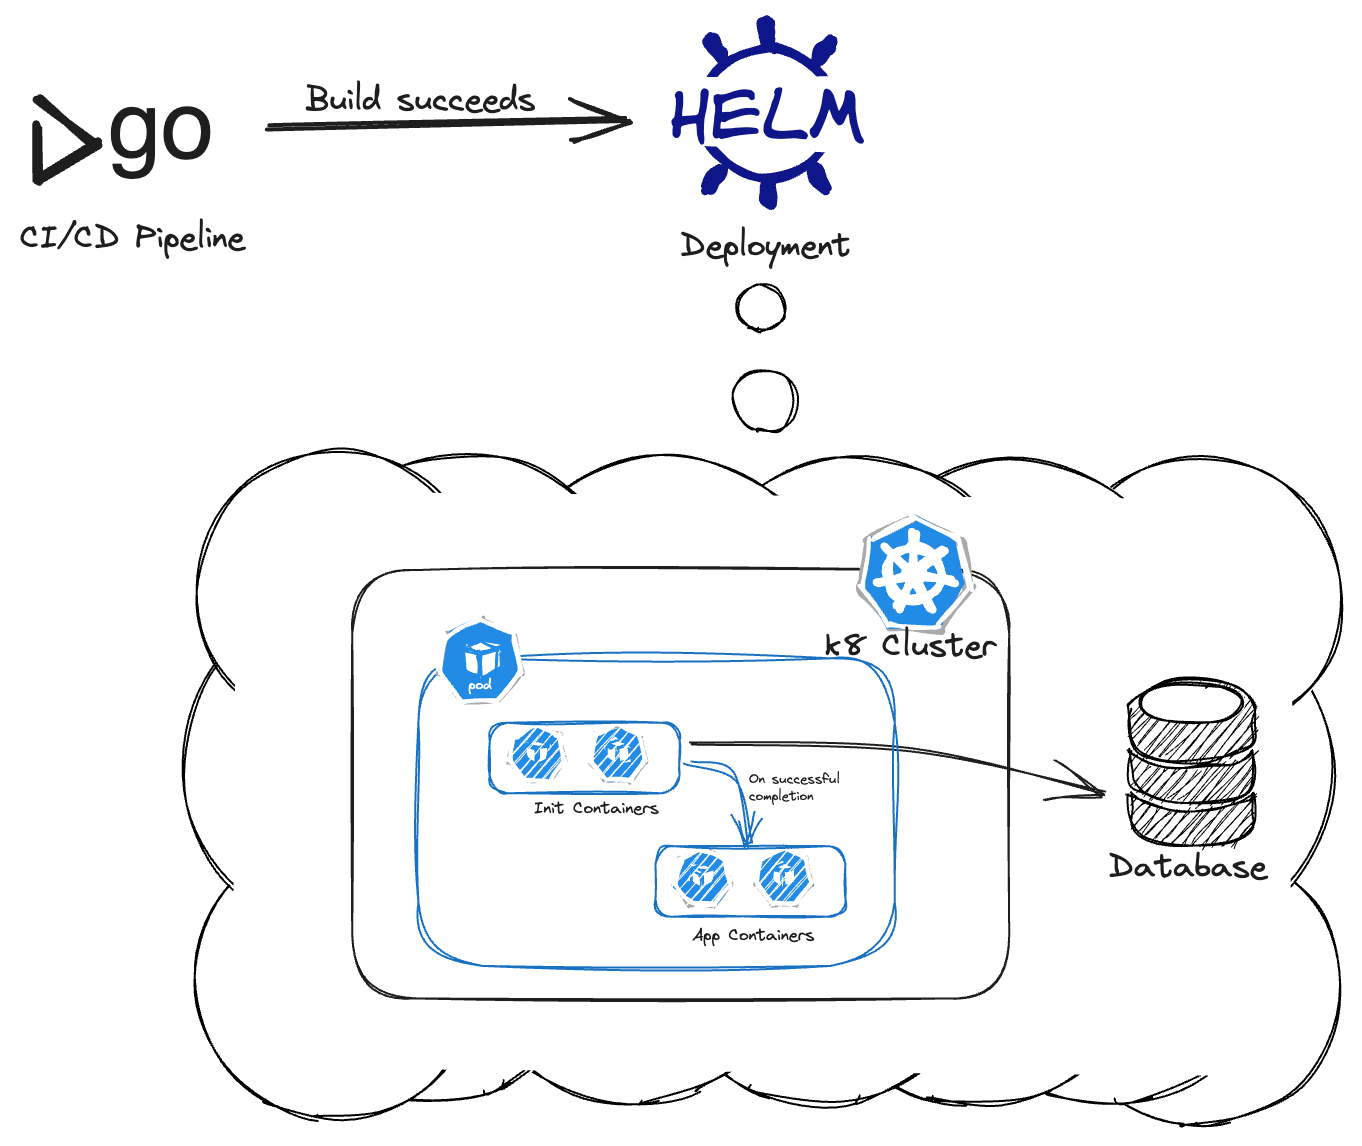 go
Build succeeds
HELM
CI/CD Pipeline
Deployment
k8 Cluster
pod
On successful
completion
Init Containers
Database
App Containers